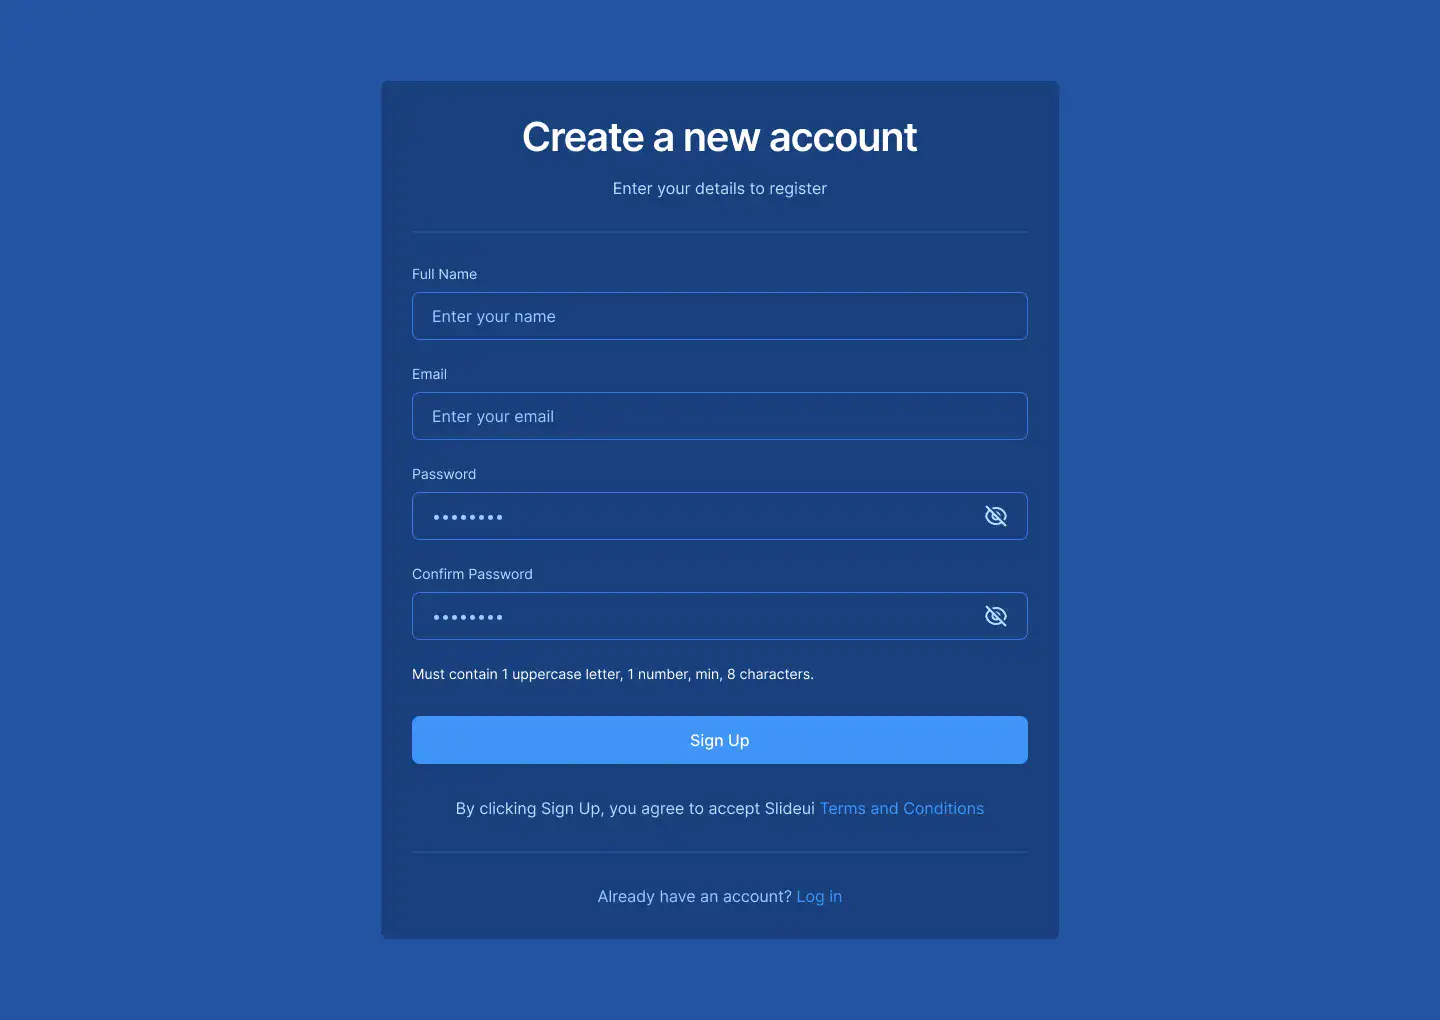 Create a new account
Enter your details to register
Full Name
Enter your name
Email
Enter your email
Password
••••••••
Confirm Password
••••••••
Must contain 1 uppercase letter, 1 number, min, 8 characters.
Sign Up
By clicking Sign Up, you agree to accept Slideui Terms and Conditions
Already have an account? Log in